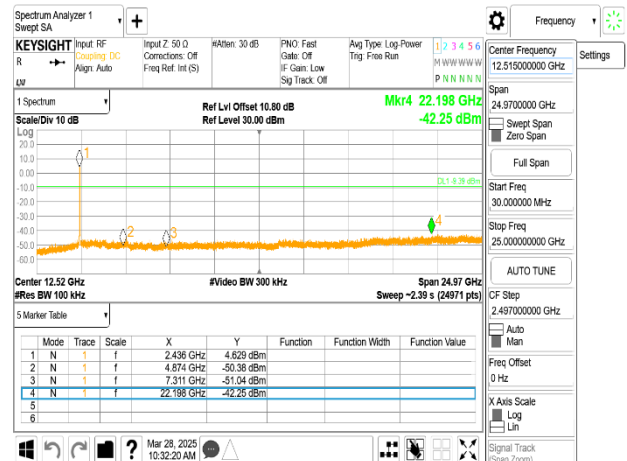 Spectrum Analyzer 1
Swept SA
KEYSIGHT
R
Input: RF
Coupling: DC
Align: Auto
Input Z: 50 Ω
Corrections: Off
Freq Ref: Int (S)
#Atten: 30 dB
PNO: Fast
Gate: Off
IF Gain: Low
Sig Track: Off
Avg Type: Log-Power
Trig: Free Run
1 2 3 4 5 6
M W W W W W
P N N N N N
1 Spectrum
Scale/Div 10 dB
Ref Lvl Offset 10.80 dB
Ref Level 30.00 dBm
Mkr4 22.198 GHz
-42.25 dBm
Log
20.0
10.0
0.00
-10.0
-20.0
-30.0
-40.0
-50.0
-60.0
1
2
3
4
DL1 -9.39 dBm
Center 12.52 GHz
#Video BW 300 kHz
Span 24.97 GHz
#Res BW 100 kHz
Sweep ~2.39 s (24971 pts)
5 Marker Table
Mode Trace Scale X Y Function Function Width Function Value
1 N 1 f 2.436 GHz 4.629 dBm
2 N 1 f 4.874 GHz -50.38 dBm
3 N 1 f 7.311 GHz -51.04 dBm
4 N 1 f 22.198 GHz -42.25 dBm
5
6
?
Mar 28, 2025
10:32:20 AM
Frequency
Settings
Center Frequency
12.515000000 GHz
Span
24.9700000 GHz
Swept Span
Zero Span
Full Span
Start Freq
30.000000 MHz
Stop Freq
25.000000000 GHz
AUTO TUNE
CF Step
2.497000000 GHz
Auto
Man
Freq Offset
0 Hz
X Axis Scale
Log
Lin
Signal Track
(Span Zoom)